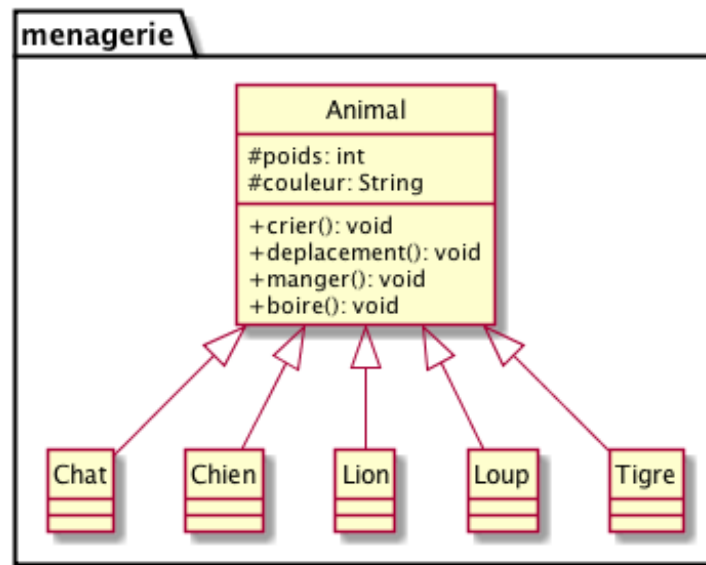 menagerie
Animal
#poids: int
#couleur: String
+crier(): void
+deplacement(): void
+manger(): void
+boire(): void
Chat
Chien
Lion
Loup
Tigre